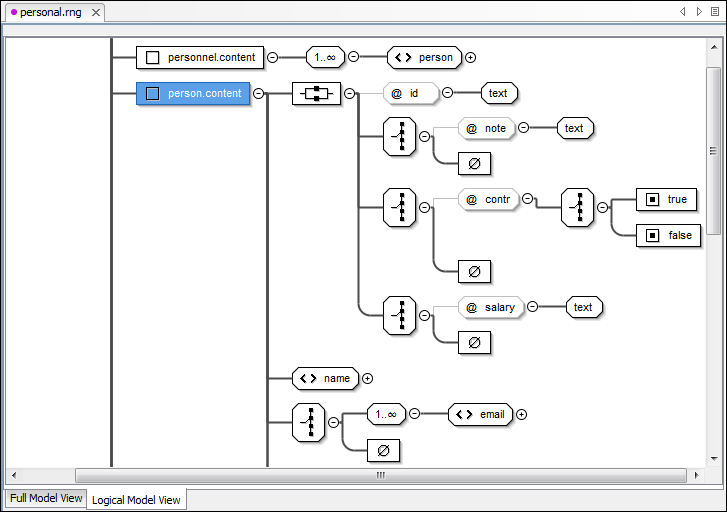 personal.rng
personnel.content 1..∞ person
person.content @ id text
@ note text
∅
@ contr true
false
∅
@ salary text
∅
name
1..∞ email
∅
Full Model View Logical Model View